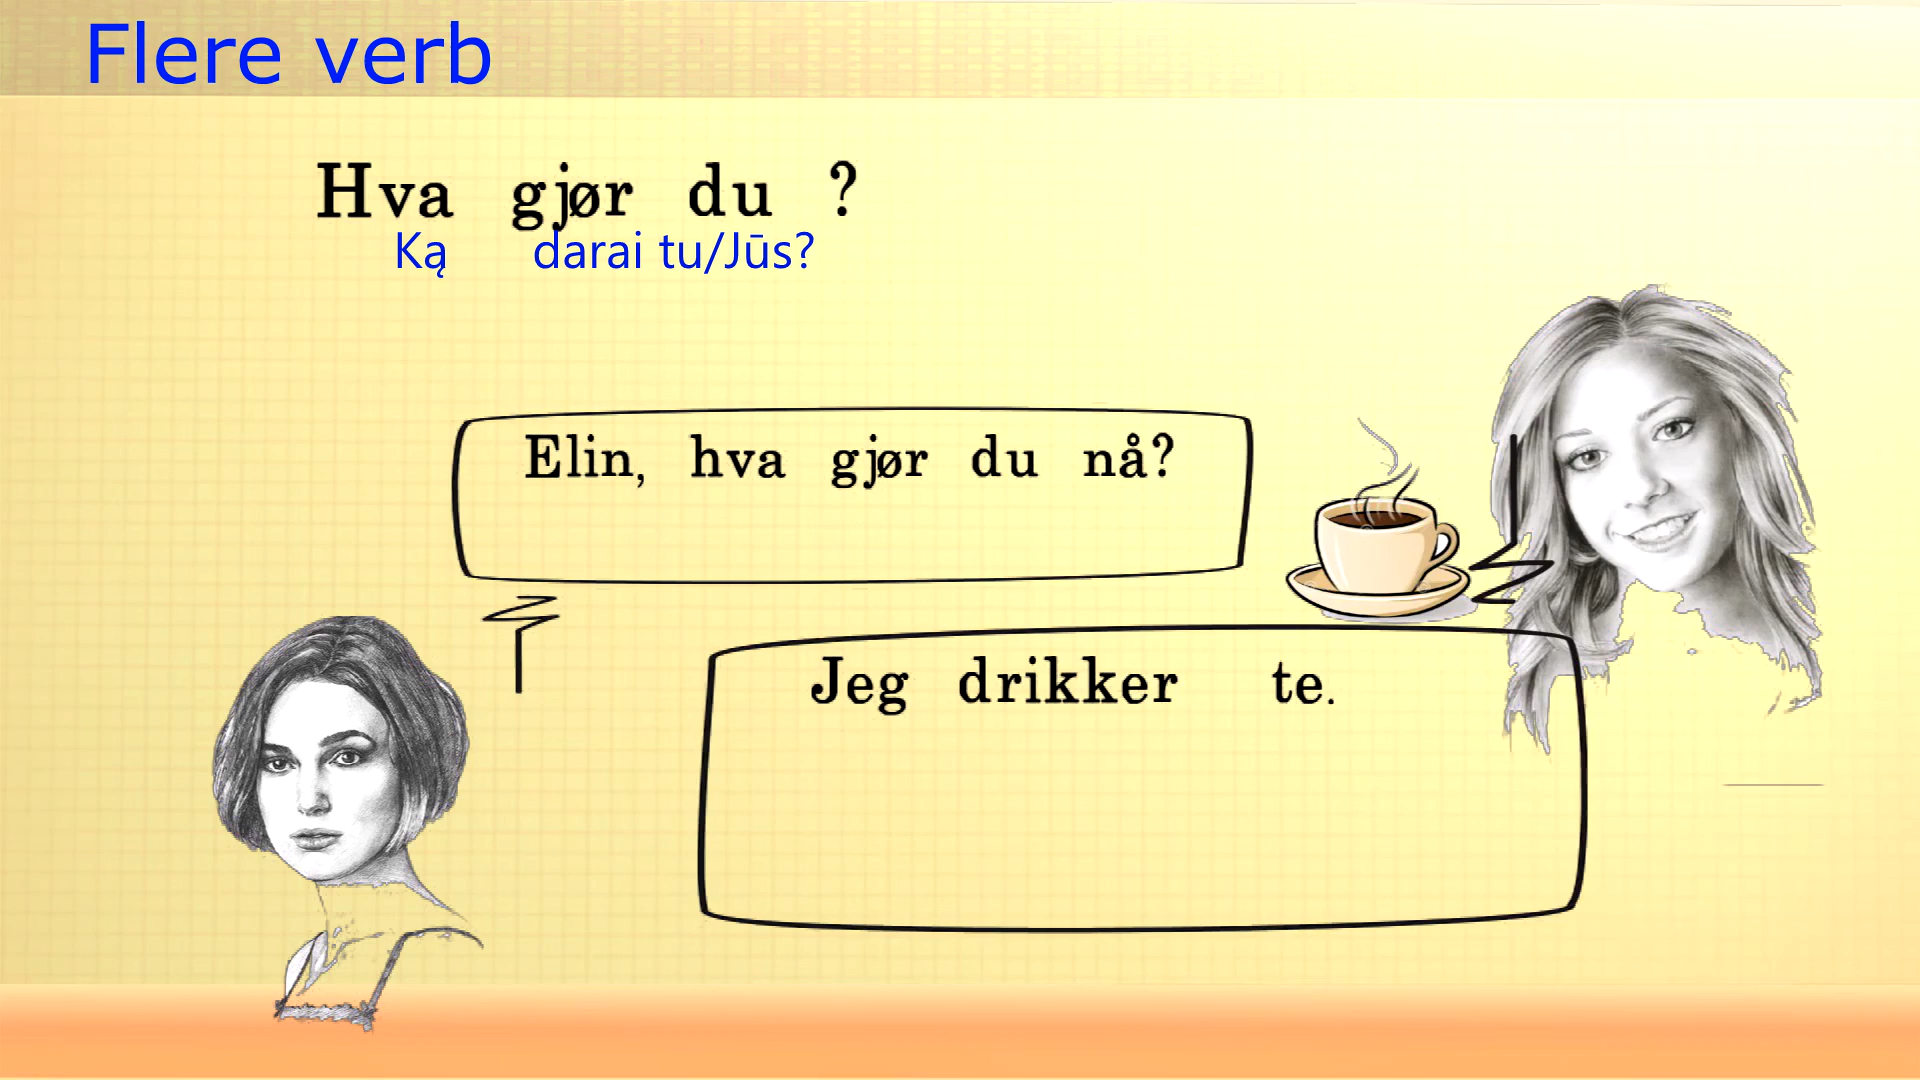 Flere verb
Hva gjør du ?
Ką darai tu/Jūs?
Elin, hva gjør du nå?
Jeg drikker te.